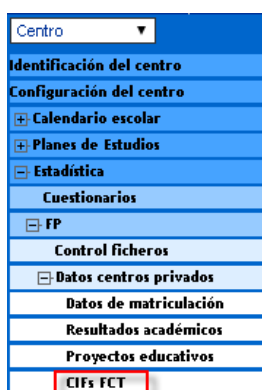 Centro
Identificación del centro
Configuración del centro
Calendario escolar
Planes de Estudios
Estadística
Cuestionarios
FP
Control ficheros
Datos centros privados
Datos de matriculación
Resultados académicos
Proyectos educativos
CIFs FCT